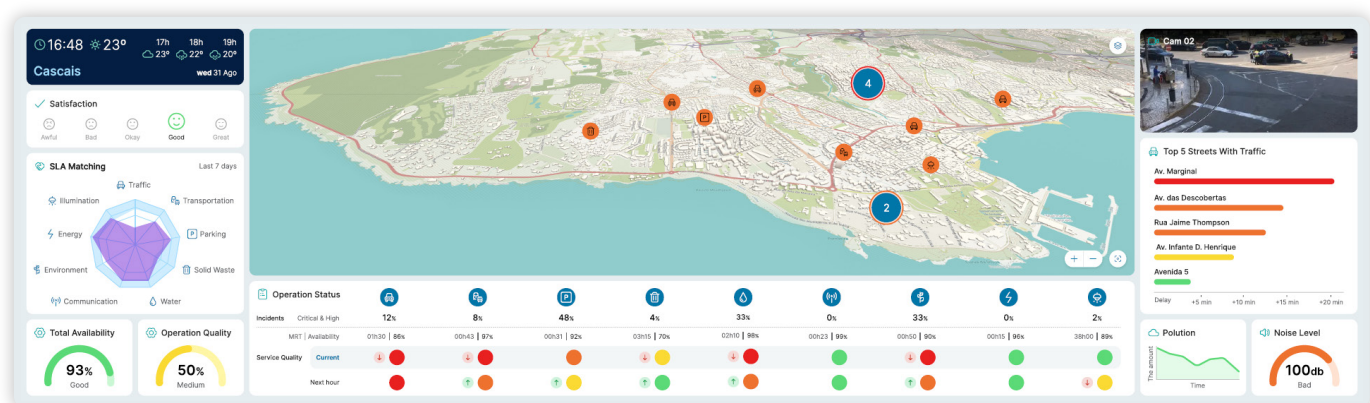 16:48 23º 17h 18h 19h
23º 22º 20º
Cascais wed 31 Ago
Satisfaction
Awful Bad Okay Good Great
SLA Matching Last 7 days
Traffic
Illumination Transportation
Energy P Parking
Environment Solid Waste
Communication Water
Total Availability
93%
Good
Operation Quality
50%
Medium
4
P
2
+ −
Operation Status P
Incidents Critical & High 12% 8% 48% 4% 33% 0% 33% 0% 2%
MRT | Availability 01h30 | 86% 00h43 | 97% 00h31 | 92% 03h15 | 70% 02h10 | 98% 00h23 | 99% 00h50 | 90% 00h15 | 96% 38h00 | 89%
Service Quality Current
Next hour
Cam 02
Top 5 Streets With Traffic
Av. Marginal
Av. das Descobertas
Rua Jaime Thompson
Av. Infante D. Henrique
Avenida 5
Delay +5 min +10 min +15 min +20 min
Polution
The amount
Time
Noise Level
100db
Bad